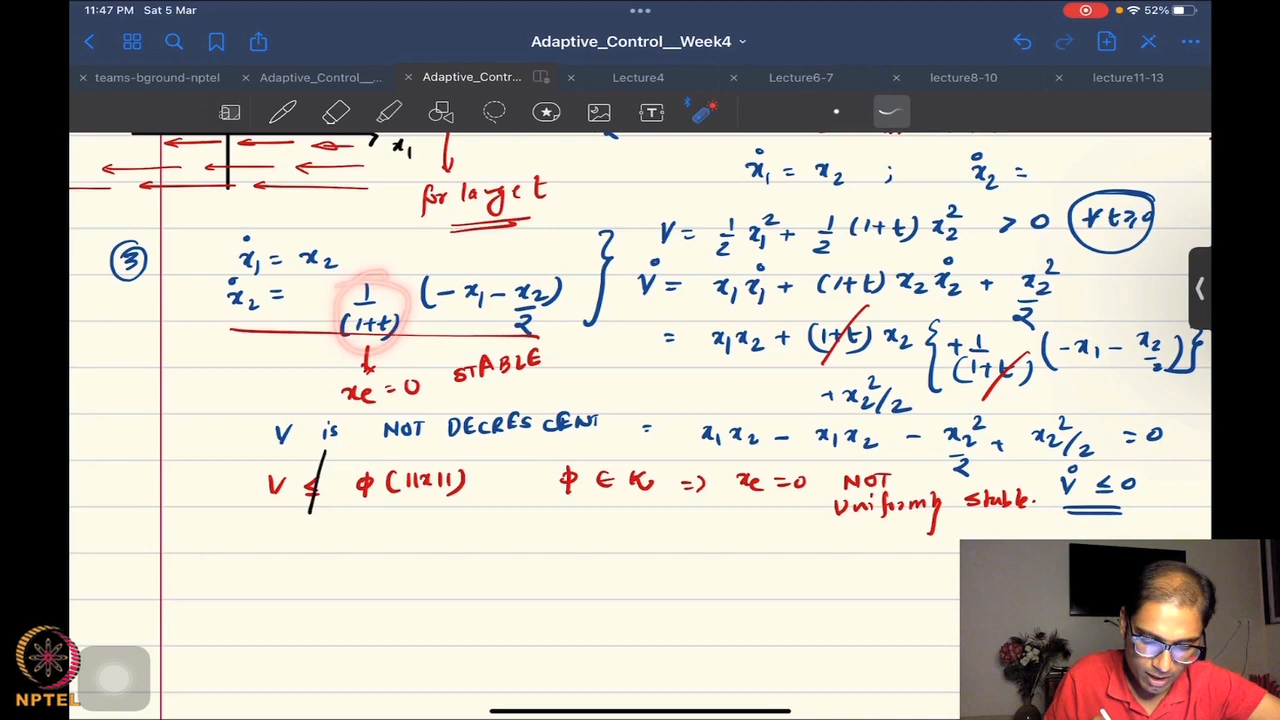 11:47 PM Sat 5 Mar
52%
Adaptive_Control__Week4
teams-bground-nptel
Adaptive_Control__...
Adaptive_Contr...
Lecture4
Lecture6-7
lecture8-10
lecture11-13
x₁
for large t
ẋ₁ = x₂ ; ẋ₂ =
③ ẋ₁ = x₂
ẋ₂ = 1/(1+t) (-x₁ - x₂/2) }
xe = 0 STABLE
V = 1/2 x₁² + 1/2 (1+t) x₂² > 0 ∀ t ≥ 0
V̇ = x₁ẋ₁ + (1+t) x₂ẋ₂ + x₂²/2
= x₁x₂ + (1+t) x₂ { +1/(1+t) (-x₁ - x₂/2) }
+ x₂²/2
V is NOT DECRESCENT = x₁x₂ - x₁x₂ - x₂²/2 + x₂²/2 = 0
V ≰ φ(||x||) φ ∈ K ⇒ xe = 0 NOT
Uniformly stable. V̇ ≤ 0
NPTEL